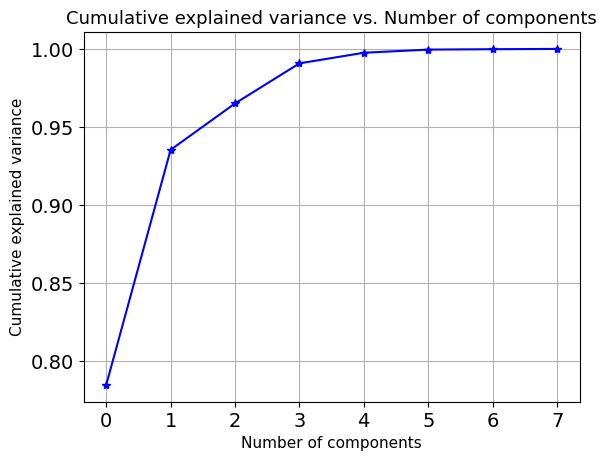 Cumulative explained variance vs. Number of components
1.00
0.95
0.90
0.85
0.80
Cumulative explained variance
0 1 2 3 4 5 6 7
Number of components